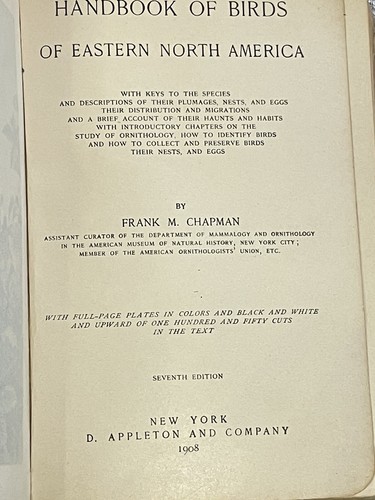 HANDBOOK OF BIRDS
OF EASTERN NORTH AMERICA
WITH KEYS TO THE SPECIES
AND DESCRIPTIONS OF THEIR PLUMAGES, NESTS, AND EGGS
THEIR DISTRIBUTION AND MIGRATIONS
AND A BRIEF ACCOUNT OF THEIR HAUNTS AND HABITS
WITH INTRODUCTORY CHAPTERS ON THE
STUDY OF ORNITHOLOGY, HOW TO IDENTIFY BIRDS
AND HOW TO COLLECT AND PRESERVE BIRDS
THEIR NESTS, AND EGGS
BY
FRANK M. CHAPMAN
ASSISTANT CURATOR OF THE DEPARTMENT OF MAMMALOGY AND ORNITHOLOGY
IN THE AMERICAN MUSEUM OF NATURAL HISTORY, NEW YORK CITY;
MEMBER OF THE AMERICAN ORNITHOLOGISTS' UNION, ETC.
WITH FULL-PAGE PLATES IN COLORS AND BLACK AND WHITE
AND UPWARD OF ONE HUNDRED AND FIFTY CUTS
IN THE TEXT
SEVENTH EDITION
NEW YORK
D. APPLETON AND COMPANY
1908